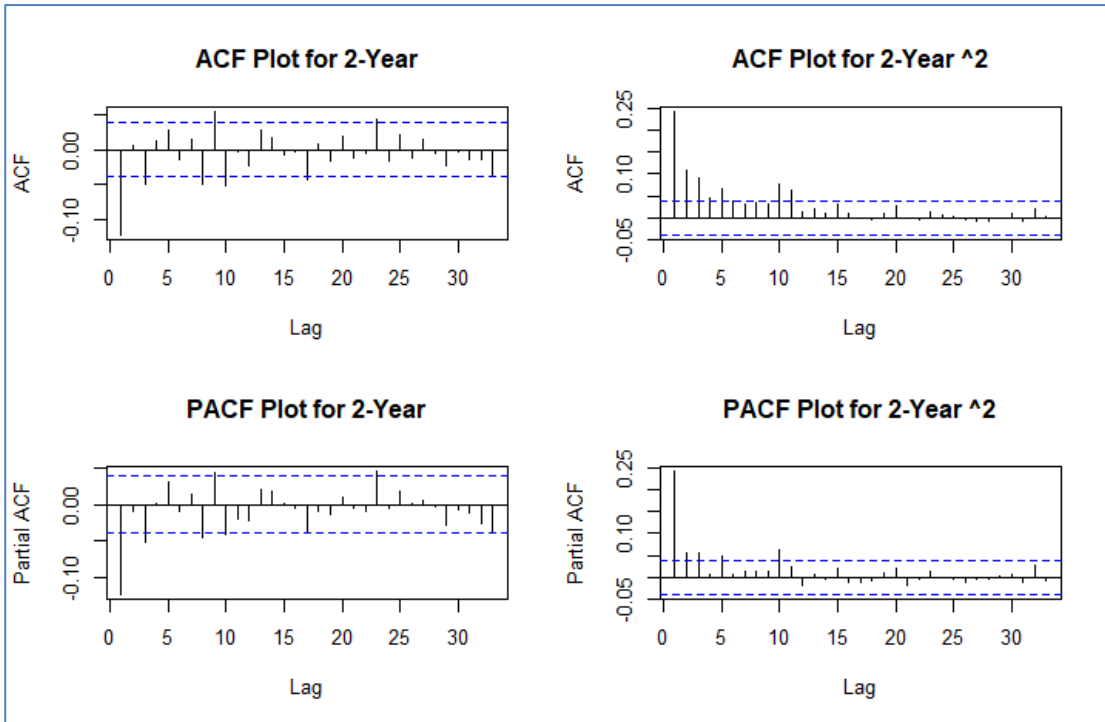 ACF Plot for 2-Year
ACF
0.00
-0.10
0 5 10 15 20 25 30
Lag
ACF Plot for 2-Year ^2
ACF
0.25
0.10
-0.05
0 5 10 15 20 25 30
Lag
PACF Plot for 2-Year
Partial ACF
0.00
-0.10
0 5 10 15 20 25 30
Lag
PACF Plot for 2-Year ^2
Partial ACF
0.25
0.10
-0.05
0 5 10 15 20 25 30
Lag